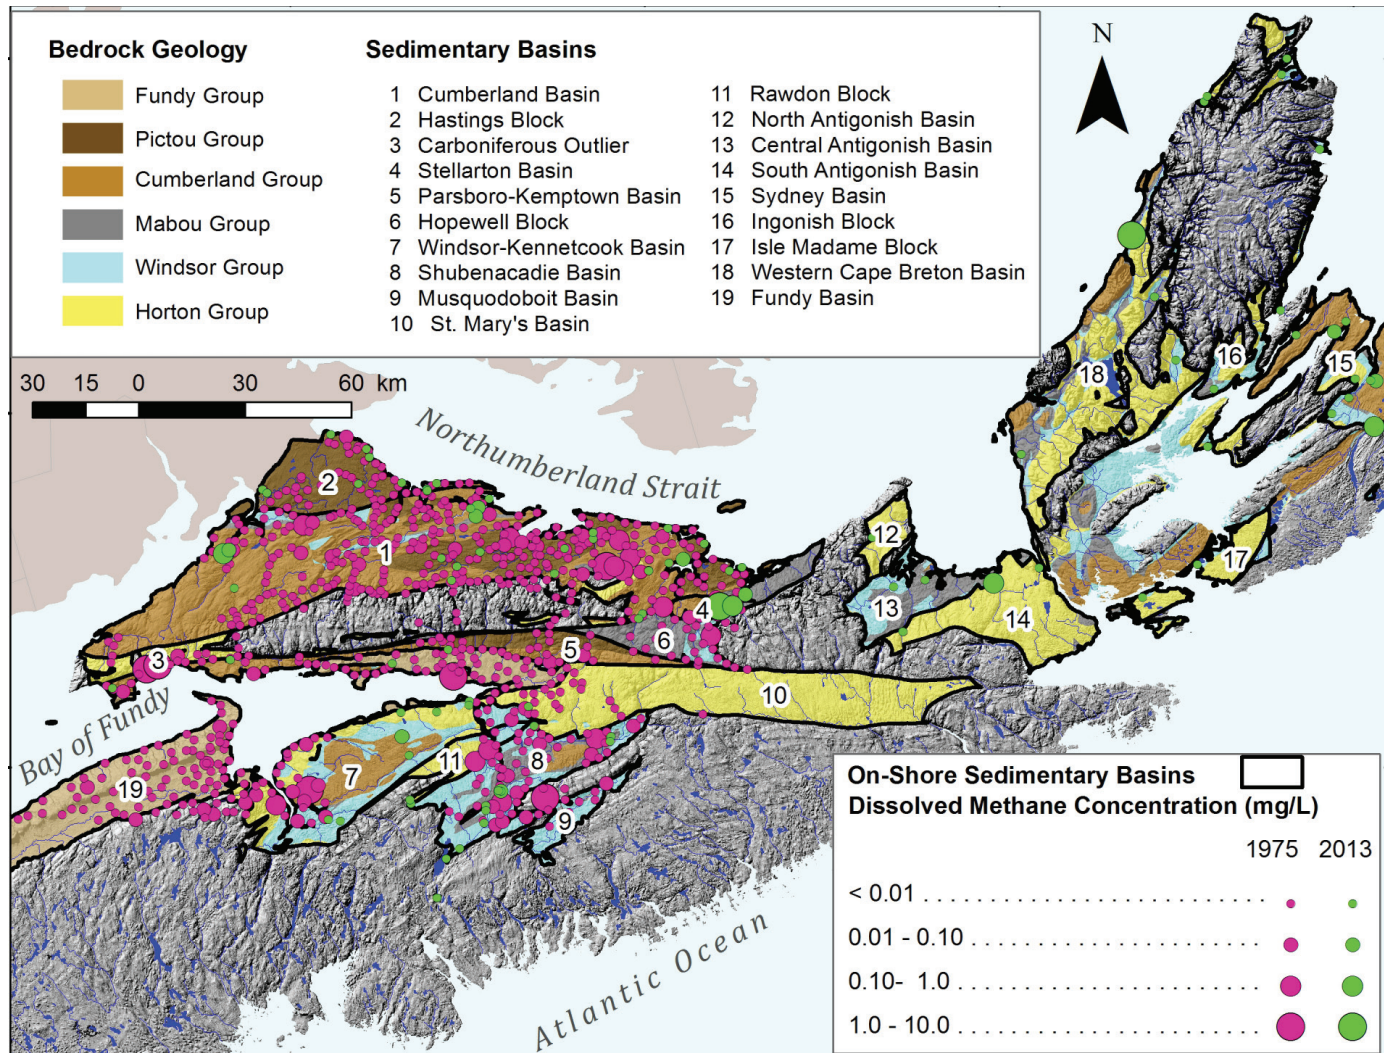 Bedrock Geology
Fundy Group
Pictou Group
Cumberland Group
Mabou Group
Windsor Group
Horton Group
Sedimentary Basins
1 Cumberland Basin
2 Hastings Block
3 Carboniferous Outlier
4 Stellarton Basin
5 Parsboro-Kemptown Basin
6 Hopewell Block
7 Windsor-Kennetcook Basin
8 Shubenacadie Basin
9 Musquodoboit Basin
10 St. Mary's Basin
11 Rawdon Block
12 North Antigonish Basin
13 Central Antigonish Basin
14 South Antigonish Basin
15 Sydney Basin
16 Ingonish Block
17 Isle Madame Block
18 Western Cape Breton Basin
19 Fundy Basin
N
30 15 0 30 60 km
Northumberland Strait
16
15
18
2
12
1
17
4
13
6
14
5
3
10
Bay of Fundy
11
8
7
19
9
Atlantic Ocean
On-Shore Sedimentary Basins
Dissolved Methane Concentration (mg/L)
1975 2013
< 0.01 . . . . . . . . . . . . . . . . . . . . . . . . . .
0.01 - 0.10 . . . . . . . . . . . . . . . . . . . . . . .
0.10- 1.0 . . . . . . . . . . . . . . . . . . . . . . . .
1.0 - 10.0 . . . . . . . . . . . . . . . . . . . . . . .